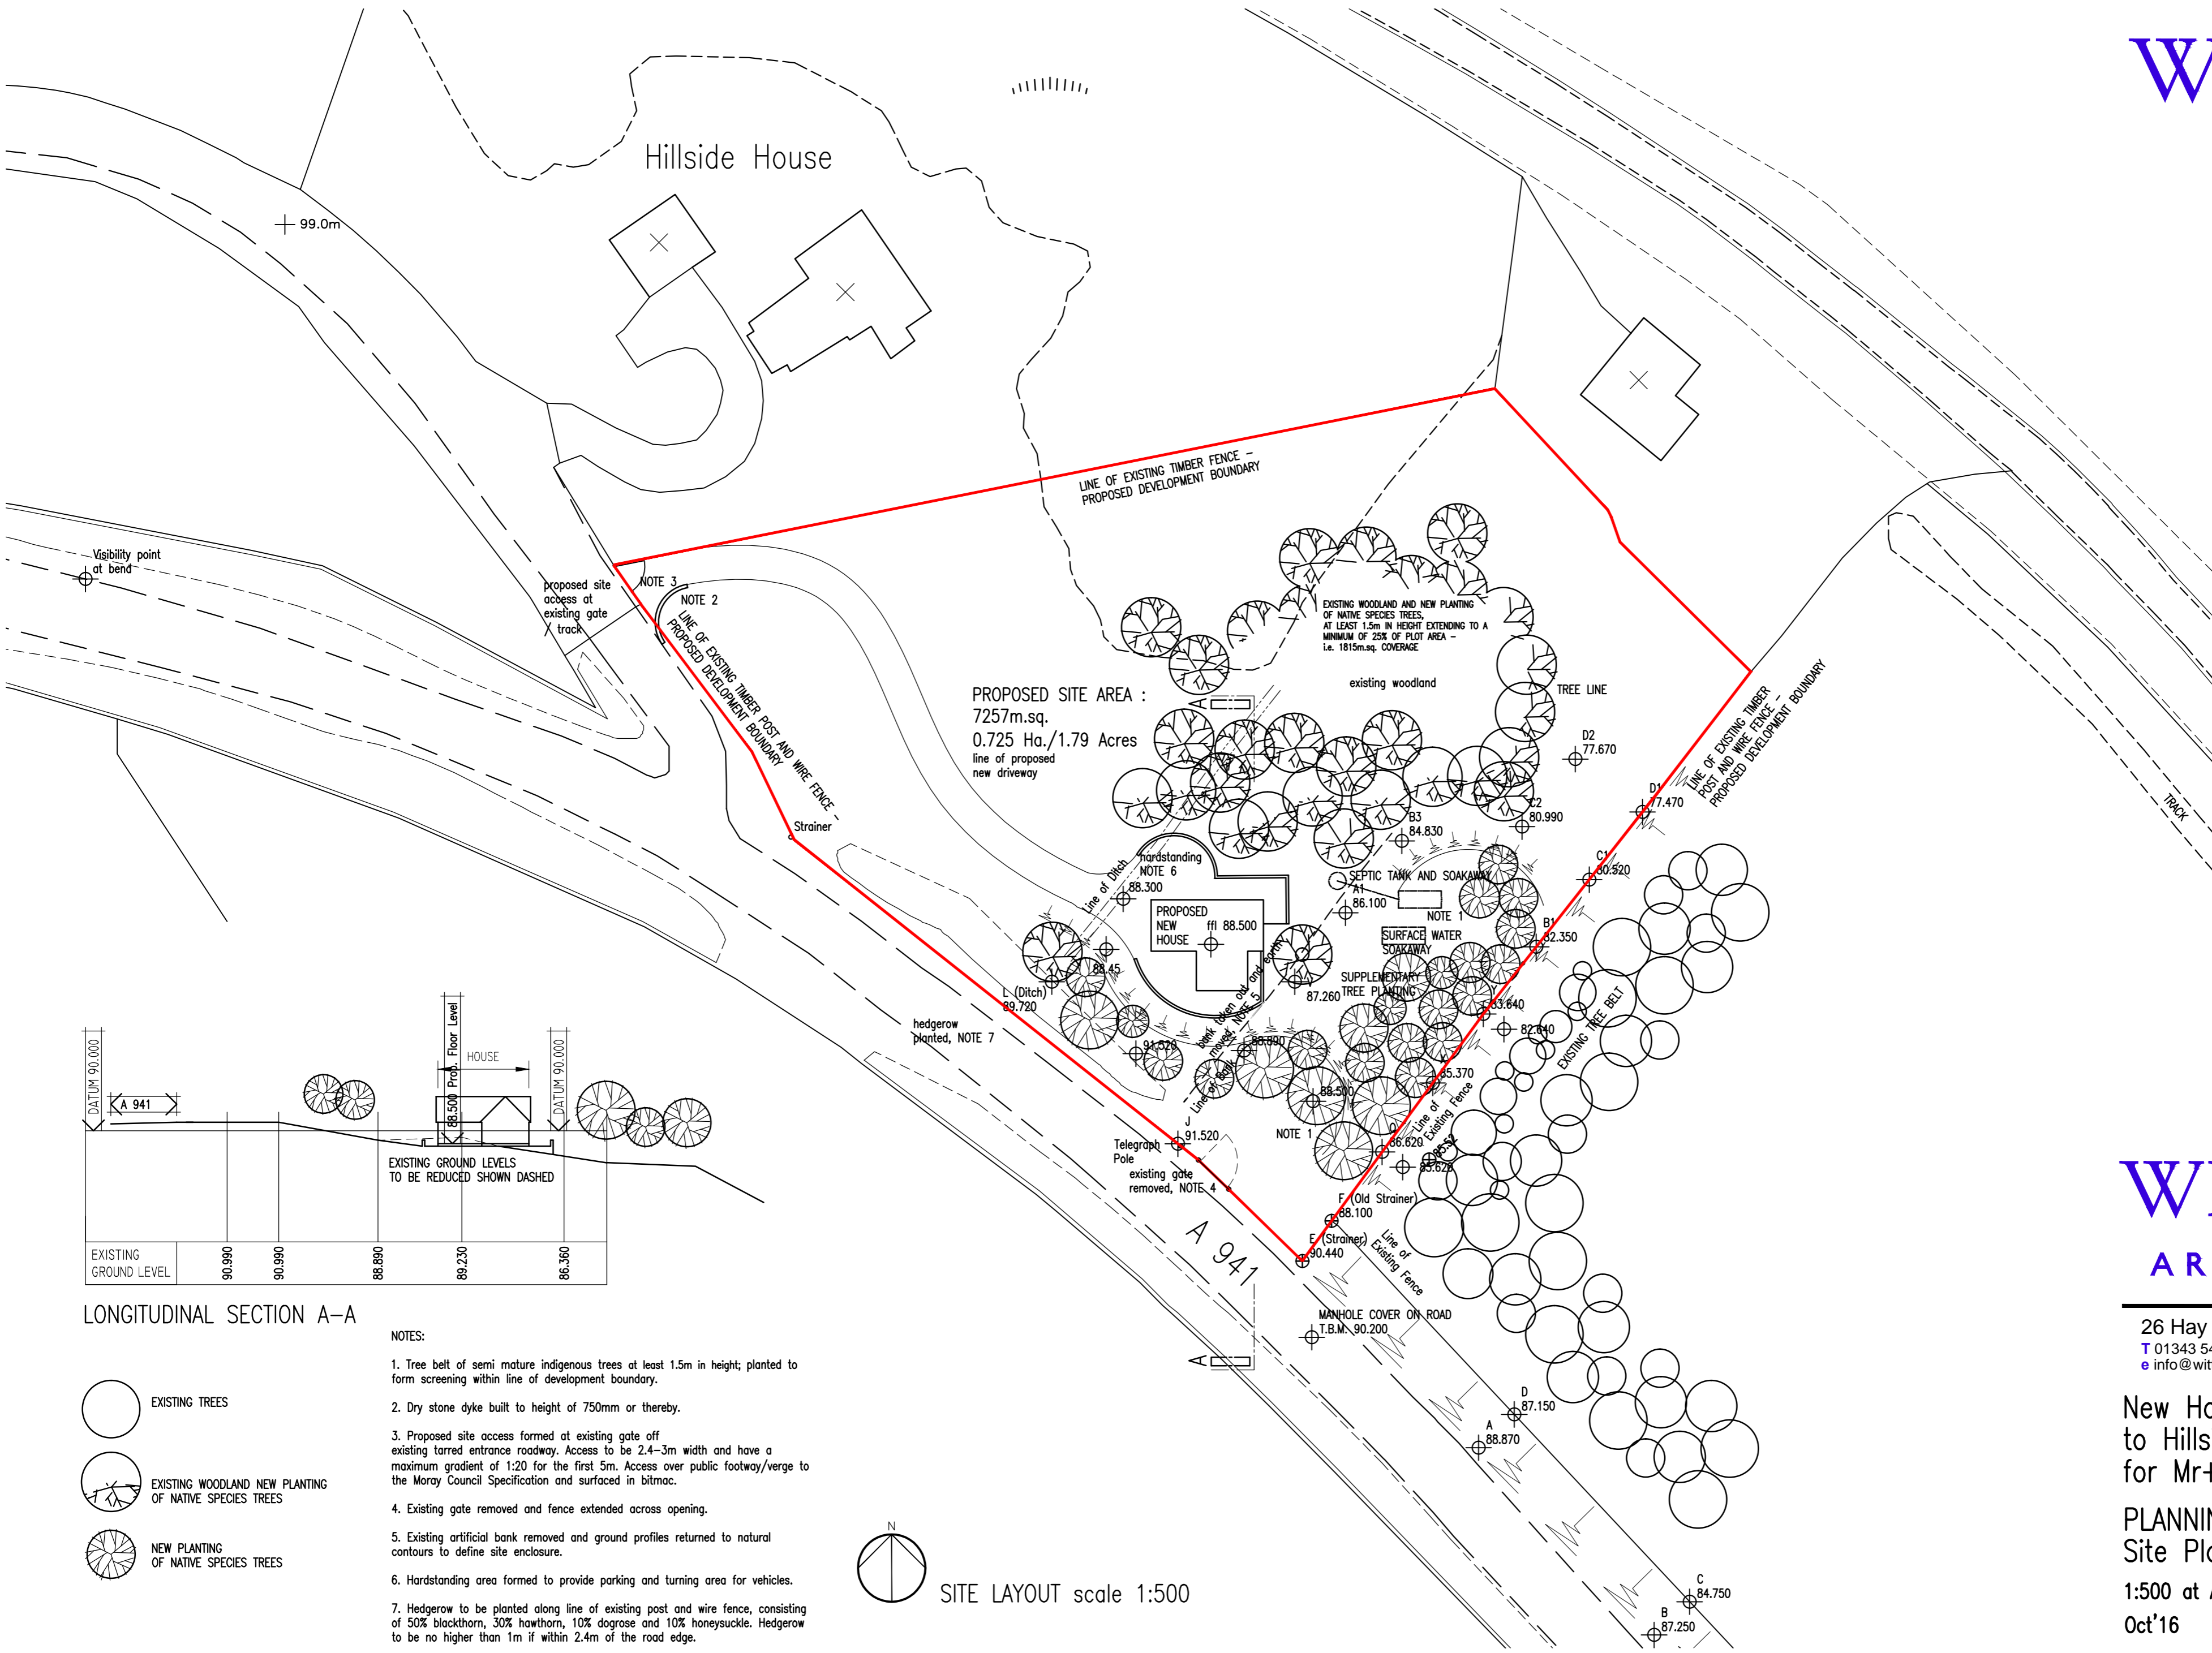 Hillside House
99.0m
Visibility point
at bend
proposed site
access at
existing gate
/ track
NOTE 3
NOTE 2
LINE OF EXISTING TIMBER POST AND WIRE FENCE -
PROPOSED DEVELOPMENT BOUNDARY
LINE OF EXISTING TIMBER FENCE -
PROPOSED DEVELOPMENT BOUNDARY
EXISTING WOODLAND AND NEW PLANTING
OF NATIVE SPECIES TREES,
AT LEAST 1.5m IN HEIGHT EXTENDING TO A
MINIMUM OF 25% OF PLOT AREA -
i.e. 1815m.sq. COVERAGE
existing woodland
TREE LINE
PROPOSED SITE AREA :
7257m.sq.
0.725 Ha./1.79 Acres
line of proposed
new driveway
A
D2
77.670
D1
77.470
LINE OF EXISTING TIMBER
POST AND WIRE FENCE -
PROPOSED DEVELOPMENT BOUNDARY
TRACK
C2
80.990
B3
84.830
C1
80.520
Strainer
hardstanding
NOTE 6
Line of Ditch
88.300
SEPTIC TANK AND SOAKAWAY
A1
86.100
NOTE 1
B1
82.350
PROPOSED
NEW
HOUSE
ffl 88.500
SURFACE WATER
SOAKAWAY
SUPPLEMENTARY
TREE PLANTING
88.45
87.260
L (Ditch)
89.720
bank taken out and earth
moved, NOTE 5
Line of Bank
Y
83.640
82.640
EXISTING TREE BELT
hedgerow
planted, NOTE 7
91.520
88.890
X
85.370
88.500
Line of
Existing Fence
NOTE 1
J
91.520
Telegraph
Pole
86.620
85.52
85.620
existing gate
removed, NOTE 4
F (Old Strainer)
88.100
E (Strainer)
90.440
Line of
Existing Fence
A 941
MANHOLE COVER ON ROAD
T.B.M. 90.200
A
D
87.150
A
88.870
C
84.750
B
87.250
DATUM 90.000
A 941
88.500 Prop. Floor Level
HOUSE
DATUM 90.000
EXISTING GROUND LEVELS
TO BE REDUCED SHOWN DASHED
EXISTING
GROUND LEVEL
90.990
90.990
88.890
89.230
86.360
LONGITUDINAL SECTION A-A
EXISTING TREES
EXISTING WOODLAND NEW PLANTING
OF NATIVE SPECIES TREES
NEW PLANTING
OF NATIVE SPECIES TREES
NOTES:
1. Tree belt of semi mature indigenous trees at least 1.5m in height; planted to
form screening within line of development boundary.
2. Dry stone dyke built to height of 750mm or thereby.
3. Proposed site access formed at existing gate off
existing tarred entrance roadway. Access to be 2.4-3m width and have a
maximum gradient of 1:20 for the first 5m. Access over public footway/verge to
the Moray Council Specification and surfaced in bitmac.
4. Existing gate removed and fence extended across opening.
5. Existing artificial bank removed and ground profiles returned to natural
contours to define site enclosure.
6. Hardstanding area formed to provide parking and turning area for vehicles.
7. Hedgerow to be planted along line of existing post and wire fence, consisting
of 50% blackthorn, 30% hawthorn, 10% dogrose and 10% honeysuckle. Hedgerow
to be no higher than 1m if within 2.4m of the road edge.
N
SITE LAYOUT scale 1:500
W
W
A R
26 Hay
T 01343 54
e info@wit
New Ho
to Hills
for Mr+
PLANNIN
Site Pla
1:500 at A
Oct'16